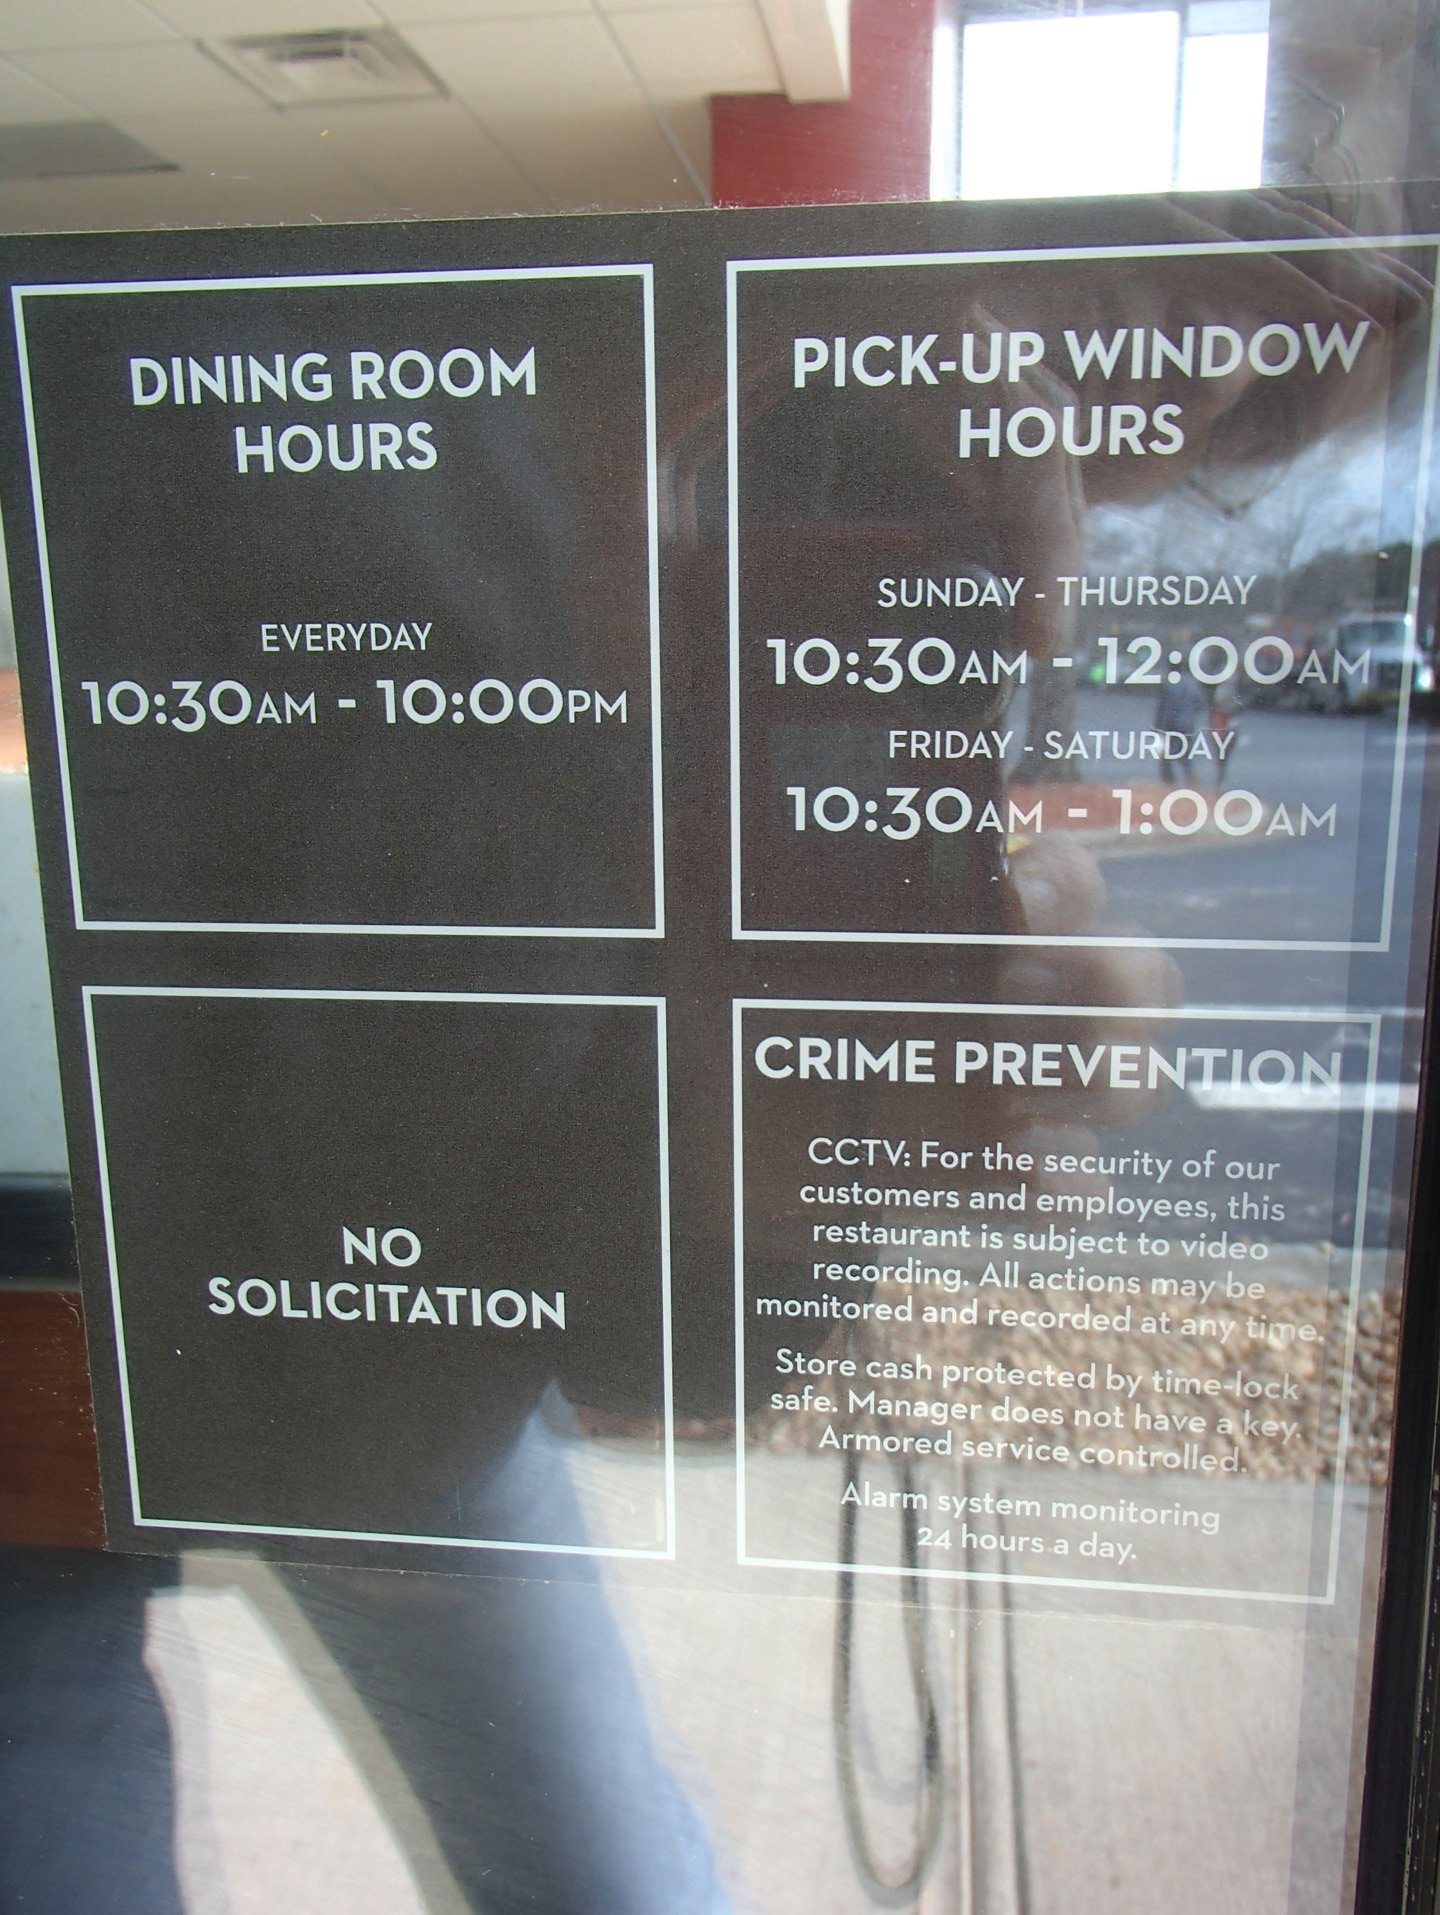 DINING ROOM
HOURS
EVERYDAY
10:30AM - 10:00PM
PICK-UP WINDOW
HOURS
SUNDAY - THURSDAY
10:30AM - 12:00AM
FRIDAY - SATURDAY
10:30AM - 1:00AM
NO
SOLICITATION
CRIME PREVENTION
CCTV: For the security of our
customers and employees, this
restaurant is subject to video
recording. All actions may be
monitored and recorded at any time.
Store cash protected by time-lock
safe. Manager does not have a key.
Armored service controlled.
Alarm system monitoring
24 hours a day.